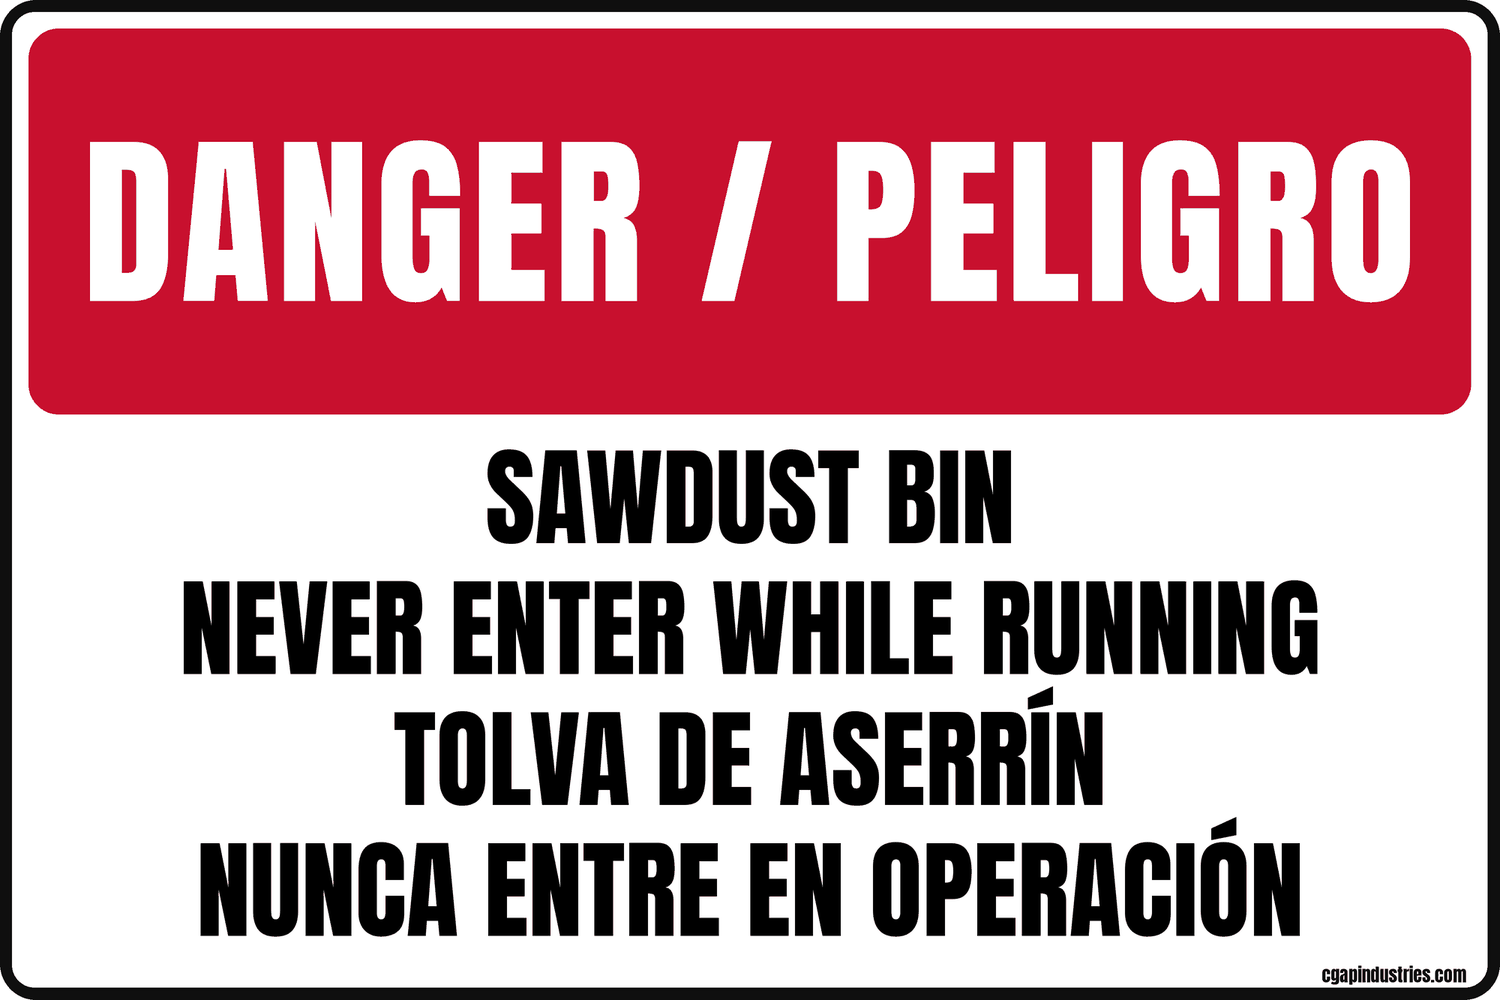 DANGER / PELIGRO
SAWDUST BIN
NEVER ENTER WHILE RUNNING
TOLVA DE ASERRÍN
NUNCA ENTRE EN OPERACIÓN
cgapindustries.com